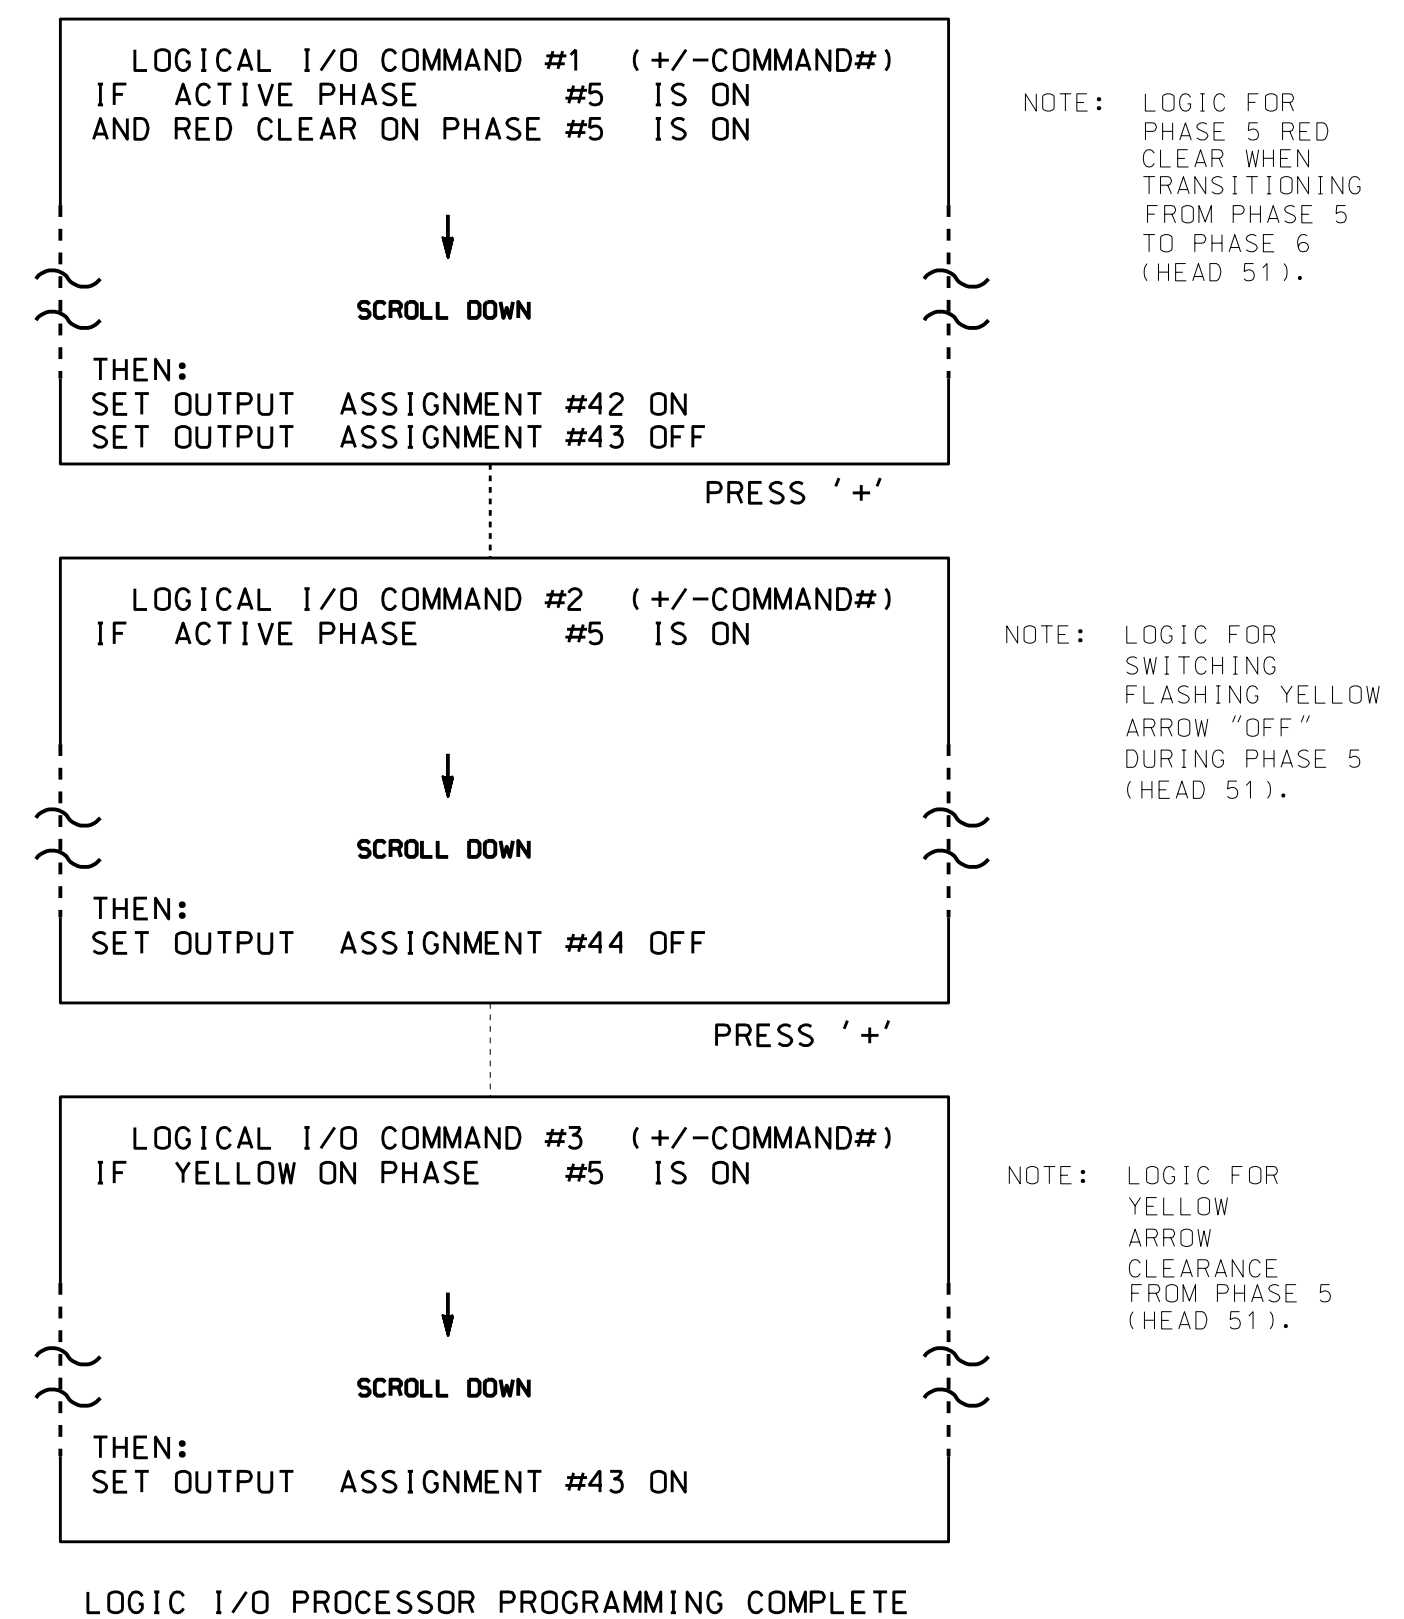 LOGICAL I/O COMMAND #1 (+/-COMMAND#)
IF ACTIVE PHASE #5 IS ON
AND RED CLEAR ON PHASE #5 IS ON
SCROLL DOWN
THEN:
SET OUTPUT ASSIGNMENT #42 ON
SET OUTPUT ASSIGNMENT #43 OFF
NOTE: LOGIC FOR
PHASE 5 RED
CLEAR WHEN
TRANSITIONING
FROM PHASE 5
TO PHASE 6
(HEAD 51).
PRESS '+'
LOGICAL I/O COMMAND #2 (+/-COMMAND#)
IF ACTIVE PHASE #5 IS ON
SCROLL DOWN
THEN:
SET OUTPUT ASSIGNMENT #44 OFF
NOTE: LOGIC FOR
SWITCHING
FLASHING YELLOW
ARROW "OFF"
DURING PHASE 5
(HEAD 51).
PRESS '+'
LOGICAL I/O COMMAND #3 (+/-COMMAND#)
IF YELLOW ON PHASE #5 IS ON
SCROLL DOWN
THEN:
SET OUTPUT ASSIGNMENT #43 ON
NOTE: LOGIC FOR
YELLOW
ARROW
CLEARANCE
FROM PHASE 5
(HEAD 51).
LOGIC I/O PROCESSOR PROGRAMMING COMPLETE